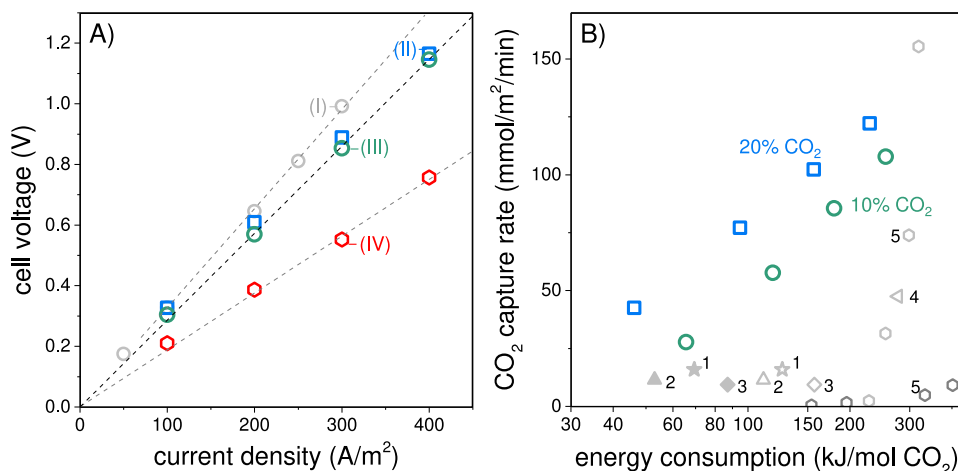 A)
1.2
1.0
0.8
0.6
0.4
0.2
0.0
cell voltage (V)
(I)
(II)
(III)
(IV)
0 100 200 300 400
current density (A/m²)
B)
150
100
50
0
CO₂ capture rate (mmol/m²/min)
20% CO₂
10% CO₂
5
4
1 1
2 3 2 3 5
30 40 60 80 100 150 200 300 400
energy consumption (kJ/mol CO₂)